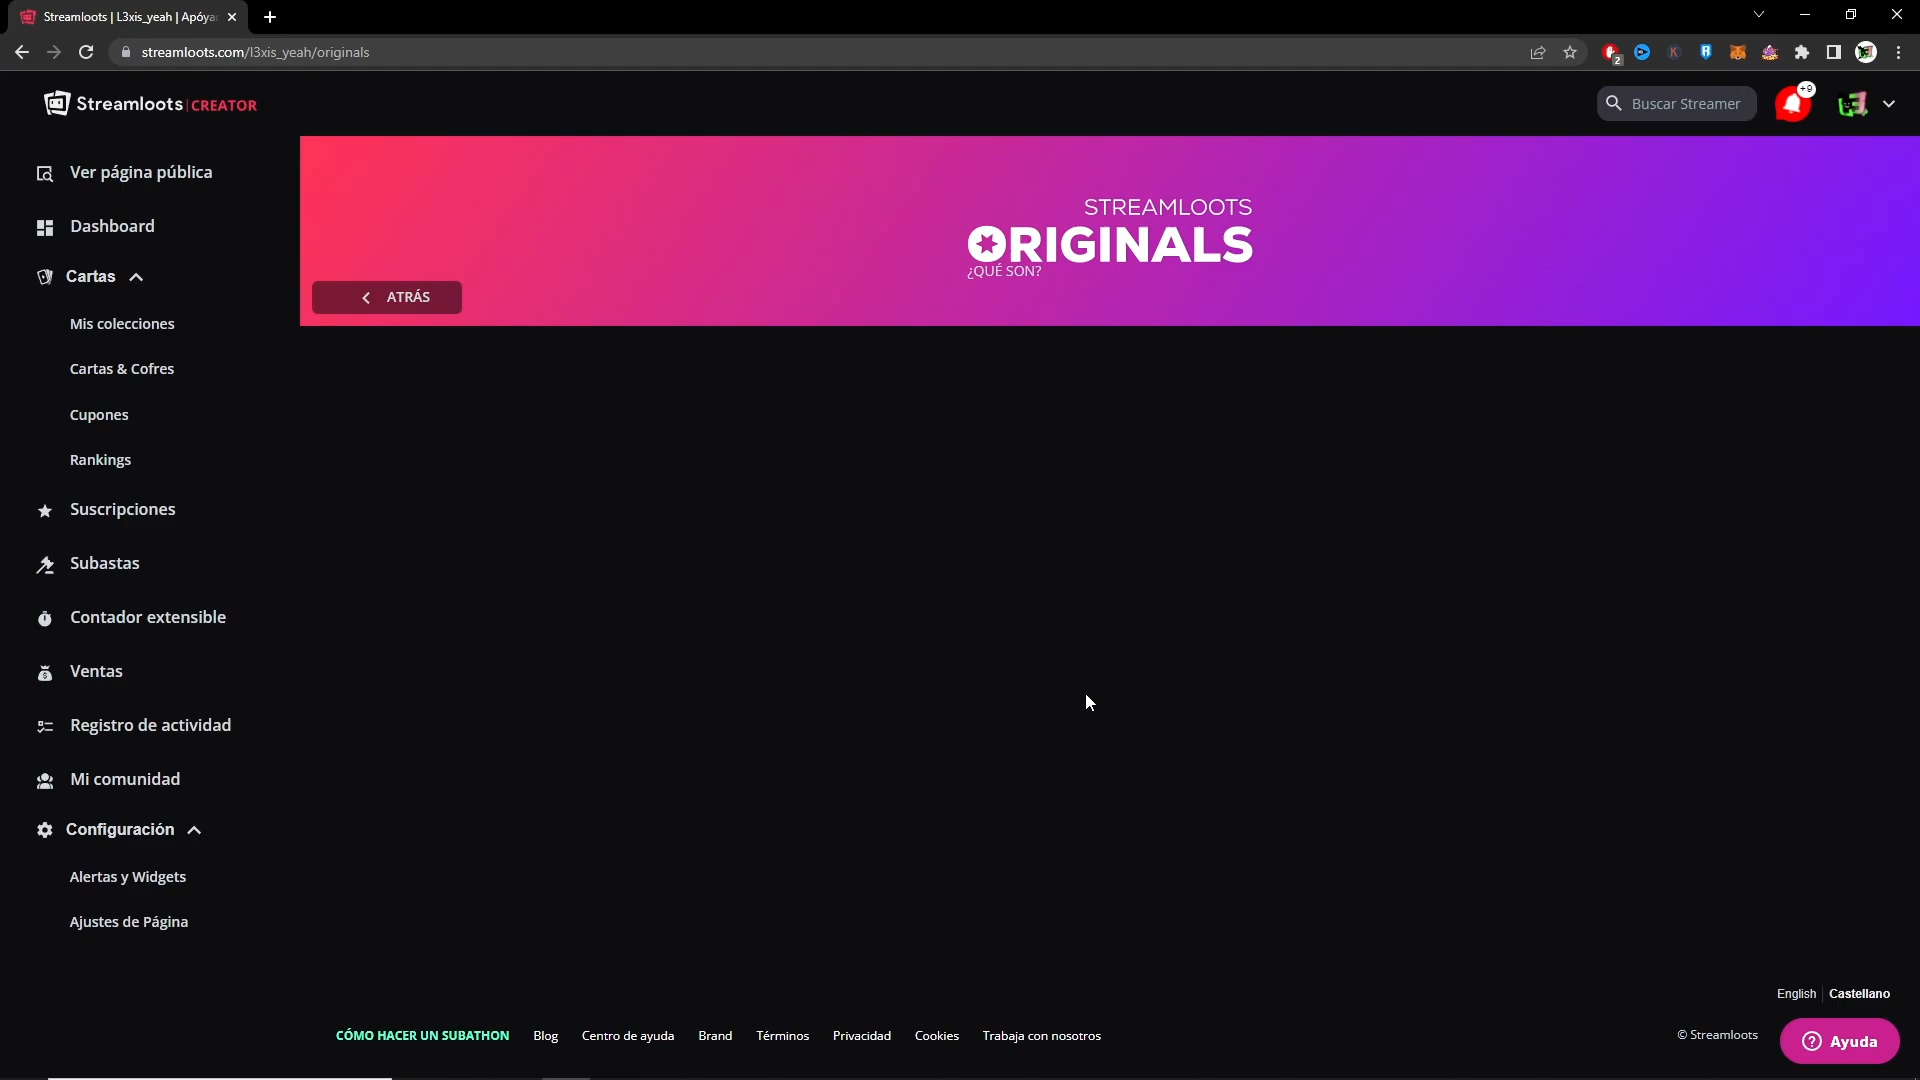 Streamloots | L3xis_yeah | Apóyar
streamloots.com/l3xis_yeah/originals
2
Streamloots | CREATOR
Buscar Streamer
+9
Ver página pública
Dashboard
Cartas
Mis colecciones
Cartas & Cofres
Cupones
Rankings
Suscripciones
Subastas
Contador extensible
Ventas
Registro de actividad
Mi comunidad
Configuración
Alertas y Widgets
Ajustes de Página
STREAMLOOTS
ORIGINALS
¿QUÉ SON?
ATRÁS
English Castellano
CÓMO HACER UN SUBATHON Blog Centro de ayuda Brand Términos Privacidad Cookies Trabaja con nosotros
© Streamloots
Ayuda